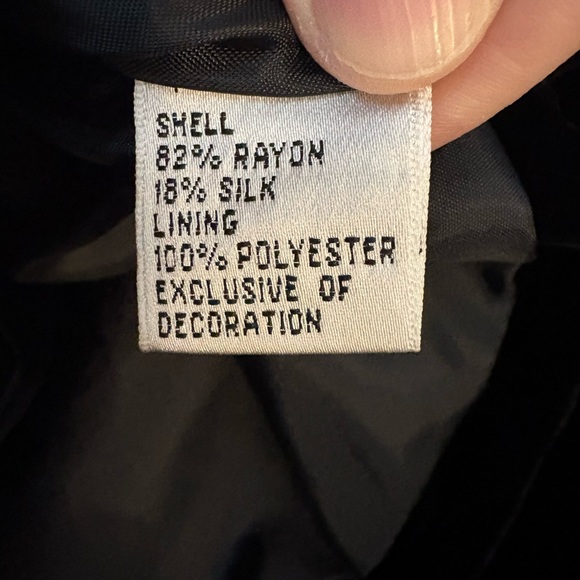 SHELL
82% RAYON
18% SILK
LINING
100% POLYESTER
EXCLUSIVE OF
DECORATION